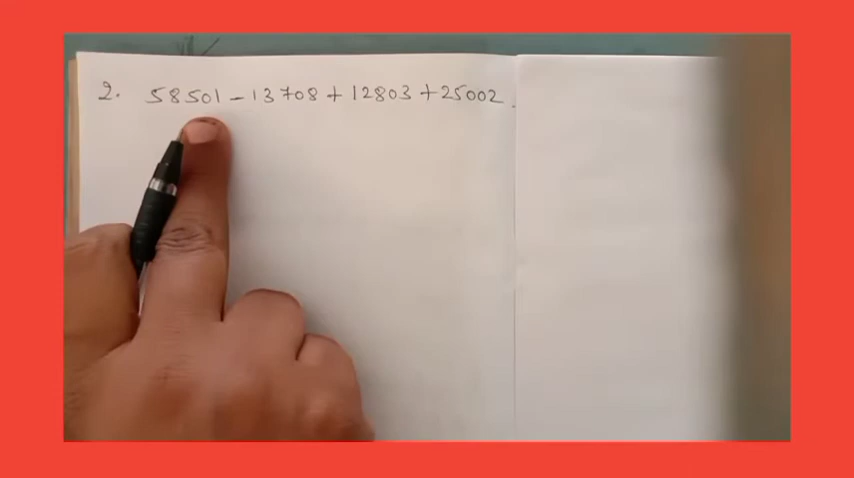 2. 58501 - 13708 + 12803 + 25002.